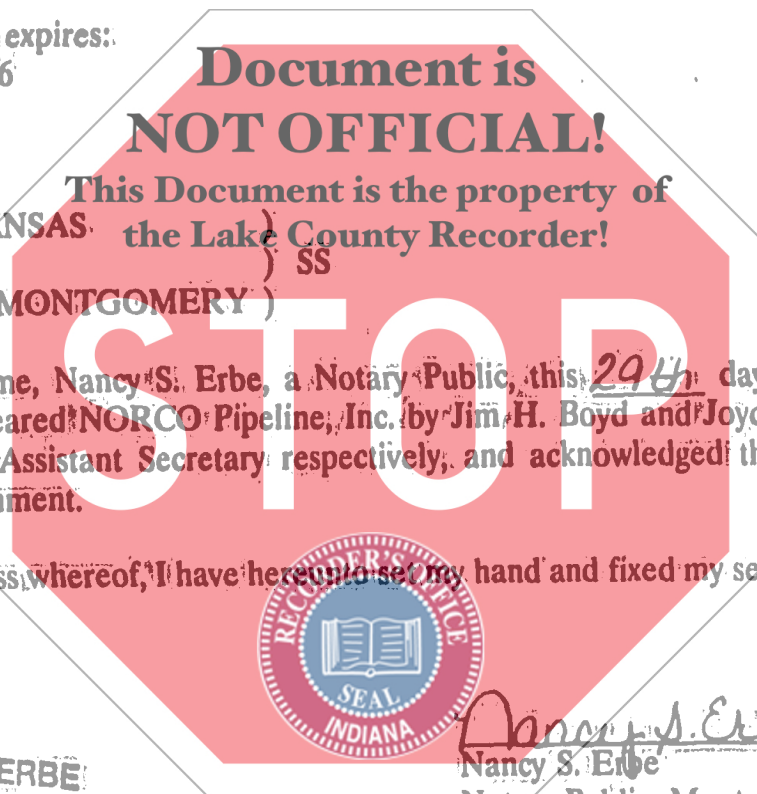 expires:
6
Document is
NOT OFFICIAL!
This Document is the property of
the Lake County Recorder!
NSAS )
) SS
MONTGOMERY )
STOP
me, Nancy S. Erbe, a Notary Public, this 29th day
eared NORCO Pipeline, Inc. by Jim H. Boyd and Joyc
Assistant Secretary respectively, and acknowledged th
ment.
ss whereof, I have hereunto set my hand and fixed my se
RECORDER'S OFFICE
SEAL
INDIANA
Nancy S. Er
Nancy S. Erbe
ERBE